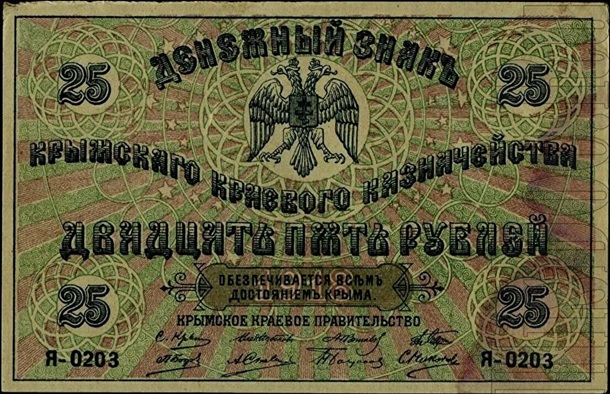 ДЕНЕЖНЫЙ ЗНАКЪ
25 25
КРЫМСКАГО КРАЕВОГО КАЗНАЧЕЙСТВА
ДВАДЦАТЬ ПЯТЬ РУБЛЕЙ
ОБЕЗПЕЧИВАЕТСЯ ВСѢМЪ
ДОСТОЯНІЕМЪ КРЫМА.
25 25
КРЫМСКОЕ КРАЕВОЕ ПРАВИТЕЛЬСТВО
Я-0203 Я-0203